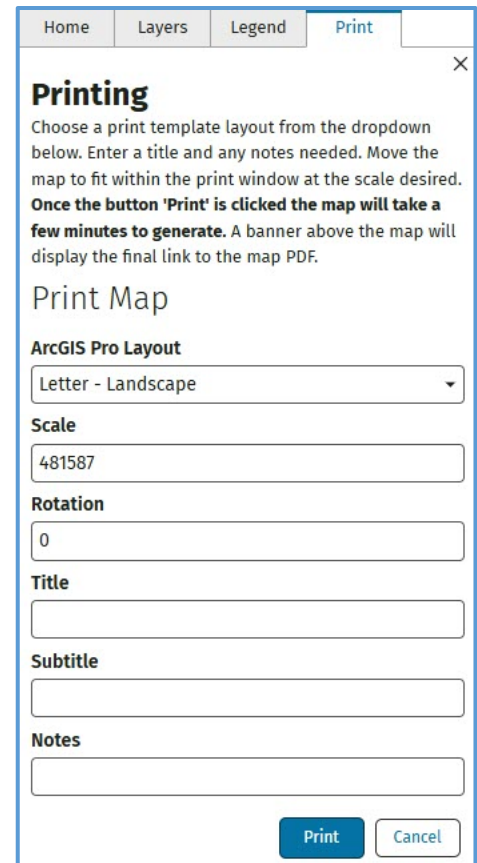 Home Layers Legend Print
Printing
Choose a print template layout from the dropdown
below. Enter a title and any notes needed. Move the
map to fit within the print window at the scale desired.
Once the button 'Print' is clicked the map will take a
few minutes to generate. A banner above the map will
display the final link to the map PDF.
Print Map
ArcGIS Pro Layout
Letter - Landscape
Scale
481587
Rotation
0
Title
Subtitle
Notes
Print Cancel